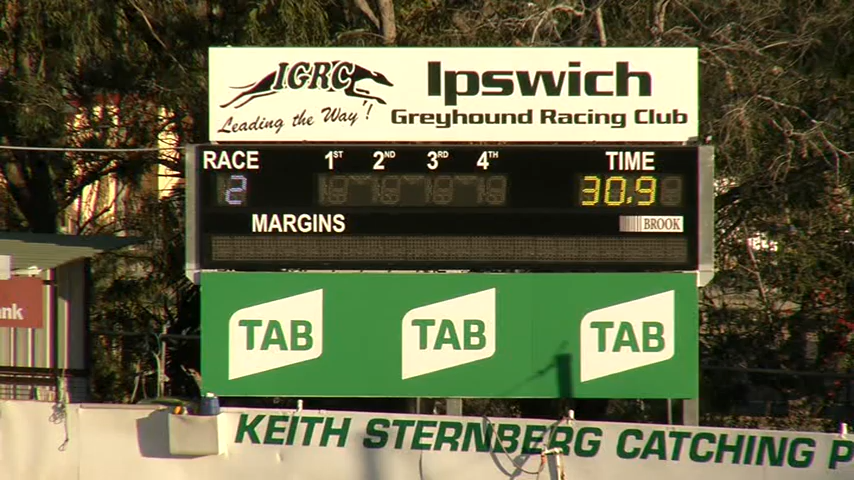 IGRC
Leading the Way!
Ipswich
Greyhound Racing Club
RACE 1ST 2ND 3RD 4TH TIME
2 30.9
MARGINS BROOK
TAB TAB TAB
nk
KEITH STERNBERG CATCHING P